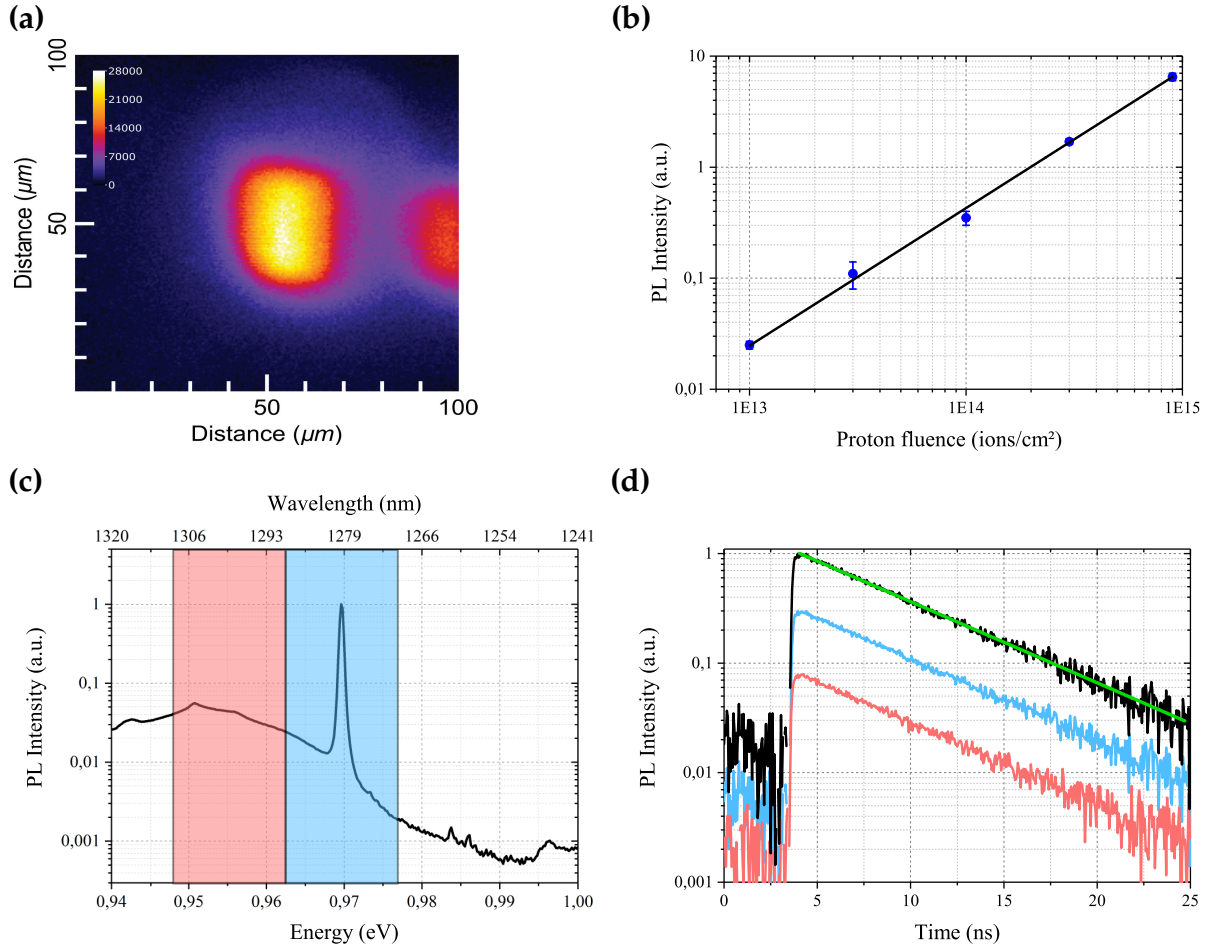 (a)
100
28000
21000
14000
7000
0
50
Distance (µm)
50
100
Distance (µm)
(b)
10
1
0.1
0,01
PL Intensity (a.u.)
1E13
1E14
1E15
Proton fluence (ions/cm²)
(c)
Wavelength (nm)
1320
1306
1293
1279
1266
1254
1241
1
0,1
0,01
0,001
PL Intensity (a.u.)
0,94
0,95
0,96
0,97
0,98
0,99
1,00
Energy (eV)
(d)
1
0,1
0,01
0,001
PL Intensity (a.u.)
0
5
10
15
20
25
Time (ns)